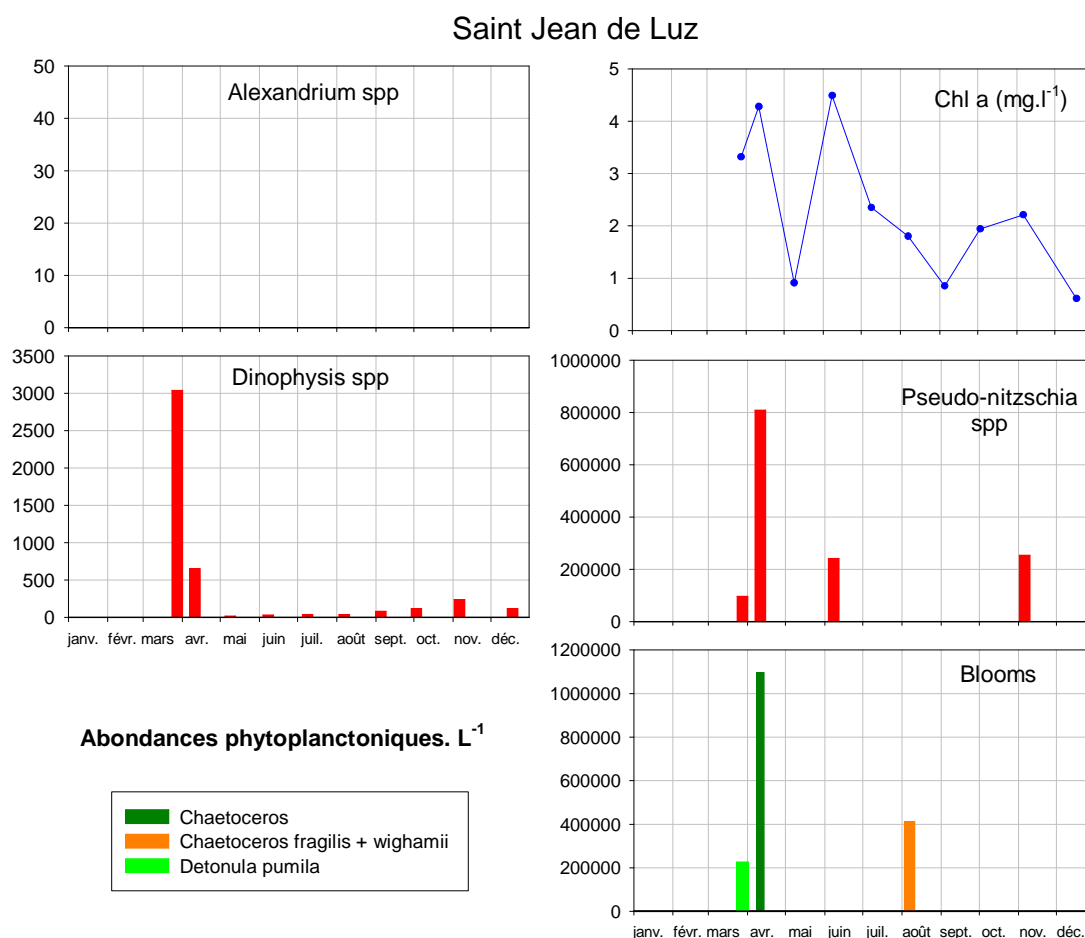 Saint Jean de Luz
Alexandrium spp
50
40
30
20
10
0
Chl a (mg.l-1)
5
4
3
2
1
0
Dinophysis spp
3500
3000
2500
2000
1500
1000
500
0
janv. févr. mars avr. mai juin juil. août sept. oct. nov. déc.
Pseudo-nitzschia
spp
1000000
800000
600000
400000
200000
0
Blooms
1200000
1000000
800000
600000
400000
200000
0
janv. févr. mars avr. mai juin juil. août sept. oct. nov. déc.
Abondances phytoplanctoniques. L-1
Chaetoceros
Chaetoceros fragilis + wighamii
Detonula pumila